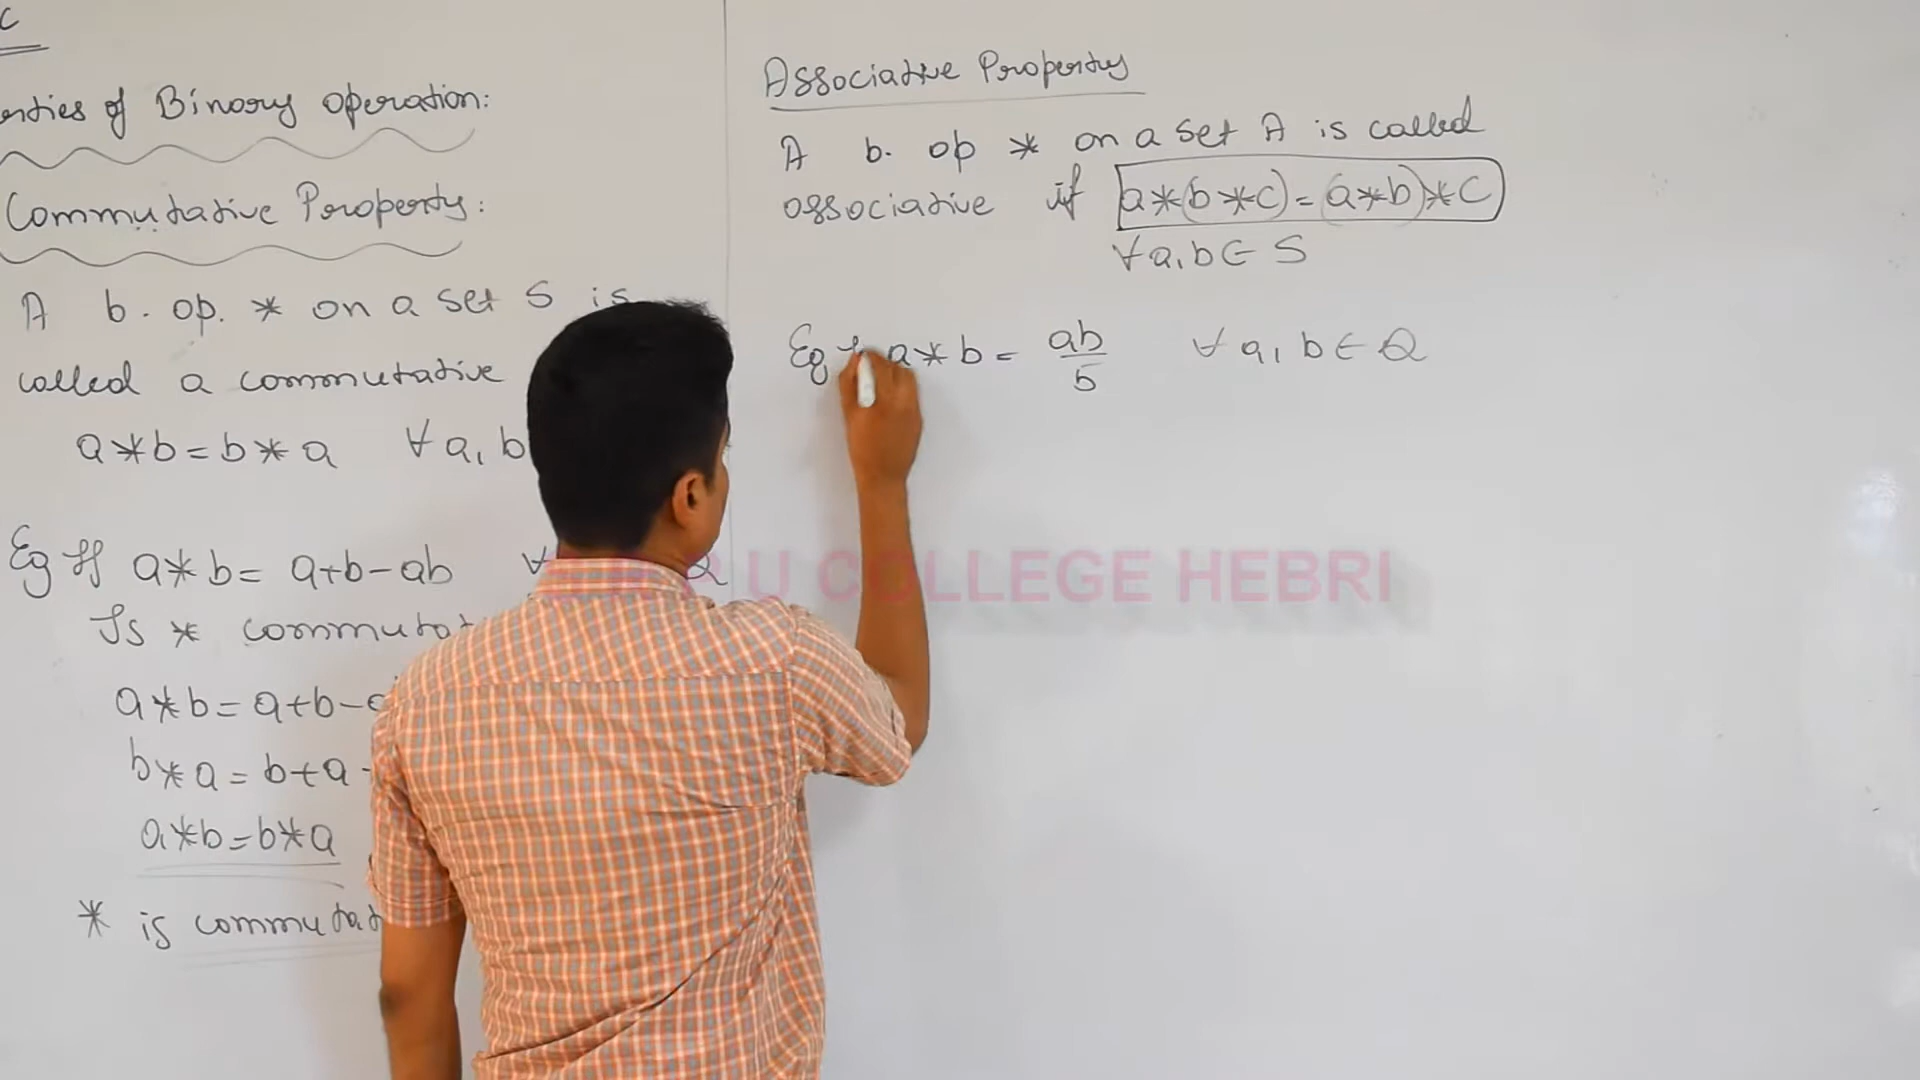 c
erties of Binary operation:
Commutative Property:
A b. op. * on a set S is
called a commutative
a*b=b*a ∀ a, b
Eg If a*b= a+b-ab ∀ Q
Is * commutat
a*b= a+b-
b*a= b+a-
a*b=b*a
* is commutat
Associative Property
A b. op * on a set A is called
associative if a*(b*c)=(a*b)*c
∀ a, b ∈ S
Eg a*b = ab/5 ∀ a, b ∈ Q
U COLLEGE HEBRI